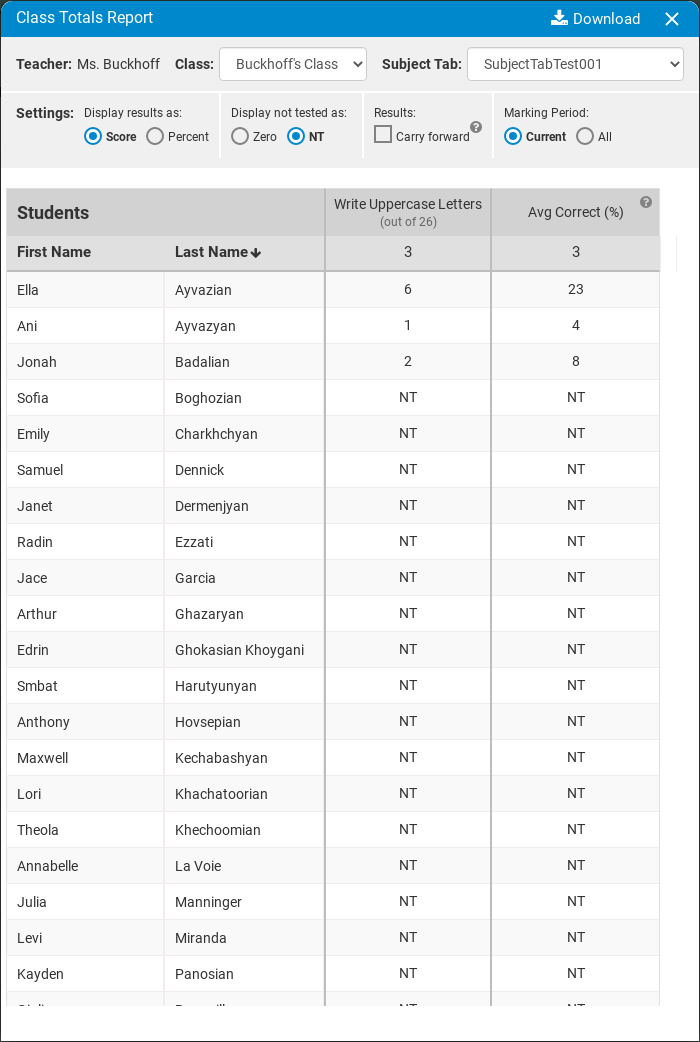 Class Totals Report Download
Teacher: Ms. Buckhoff Class: Buckhoff's Class Subject Tab: SubjectTabTest001
Settings: Display results as: Display not tested as: Results: Marking Period:
Score Percent Zero NT Carry forward ? Current All
Students Write Uppercase Letters (out of 26) Avg Correct (%) ?
First Name Last Name 3 3
Ella Ayvazian 6 23
Ani Ayvazyan 1 4
Jonah Badalian 2 8
Sofia Boghozian NT NT
Emily Charkhchyan NT NT
Samuel Dennick NT NT
Janet Dermenjyan NT NT
Radin Ezzati NT NT
Jace Garcia NT NT
Arthur Ghazaryan NT NT
Edrin Ghokasian Khoygani NT NT
Smbat Harutyunyan NT NT
Anthony Hovsepian NT NT
Maxwell Kechabashyan NT NT
Lori Khachatoorian NT NT
Theola Khechoomian NT NT
Annabelle La Voie NT NT
Julia Manninger NT NT
Levi Miranda NT NT
Kayden Panosian NT NT